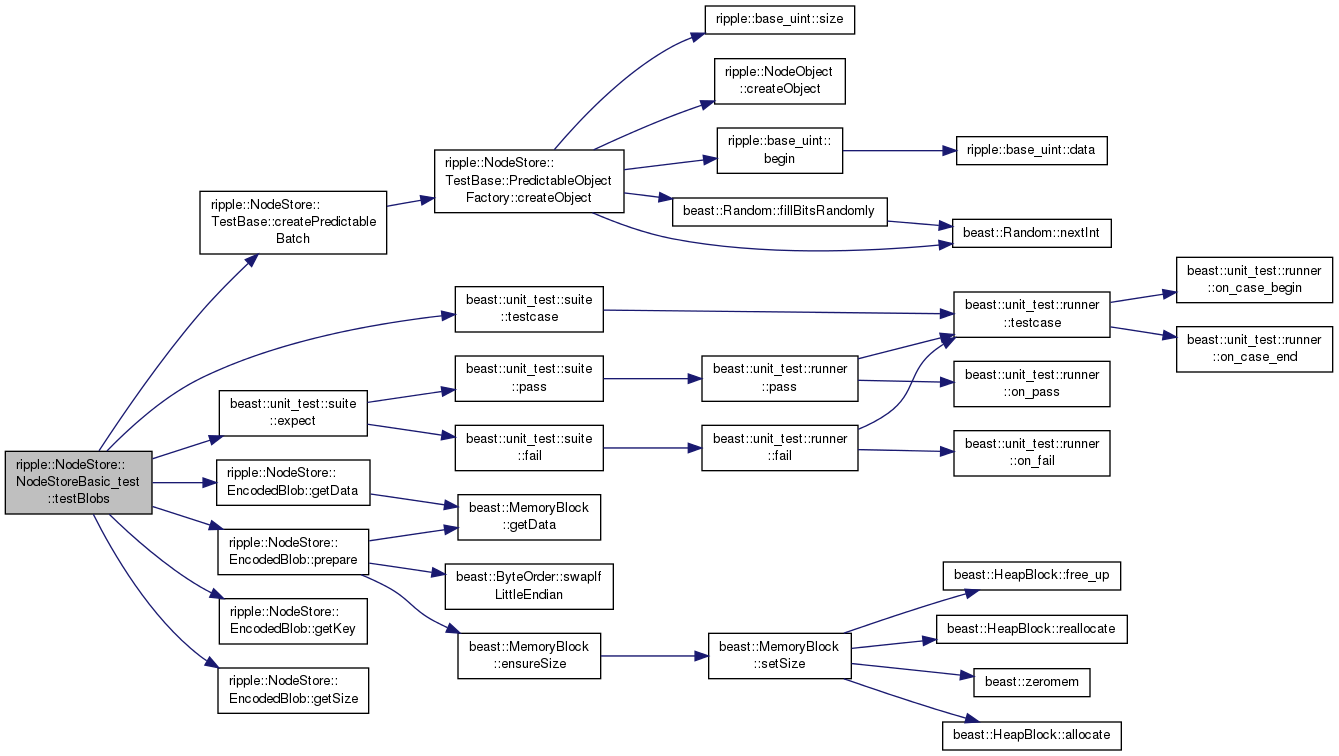 ripple::NodeStore::
NodeStoreBasic_test
::testBlobs
ripple::NodeStore::
TestBase::createPredictable
Batch
ripple::NodeStore::
TestBase::PredictableObject
Factory::createObject
ripple::base_uint::size
ripple::NodeObject
::createObject
ripple::base_uint::
begin
ripple::base_uint::data
beast::Random::fillBitsRandomly
beast::Random::nextInt
beast::unit_test::suite
::testcase
beast::unit_test::runner
::testcase
beast::unit_test::runner
::on_case_begin
beast::unit_test::runner
::on_case_end
beast::unit_test::suite
::expect
beast::unit_test::suite
::pass
beast::unit_test::runner
::pass
beast::unit_test::runner
::on_pass
beast::unit_test::suite
::fail
beast::unit_test::runner
::fail
beast::unit_test::runner
::on_fail
ripple::NodeStore::
EncodedBlob::getData
beast::MemoryBlock
::getData
ripple::NodeStore::
EncodedBlob::prepare
beast::ByteOrder::swapIf
LittleEndian
beast::MemoryBlock
::ensureSize
beast::MemoryBlock
::setSize
beast::HeapBlock::free_up
beast::HeapBlock::reallocate
beast::zeromem
beast::HeapBlock::allocate
ripple::NodeStore::
EncodedBlob::getKey
ripple::NodeStore::
EncodedBlob::getSize